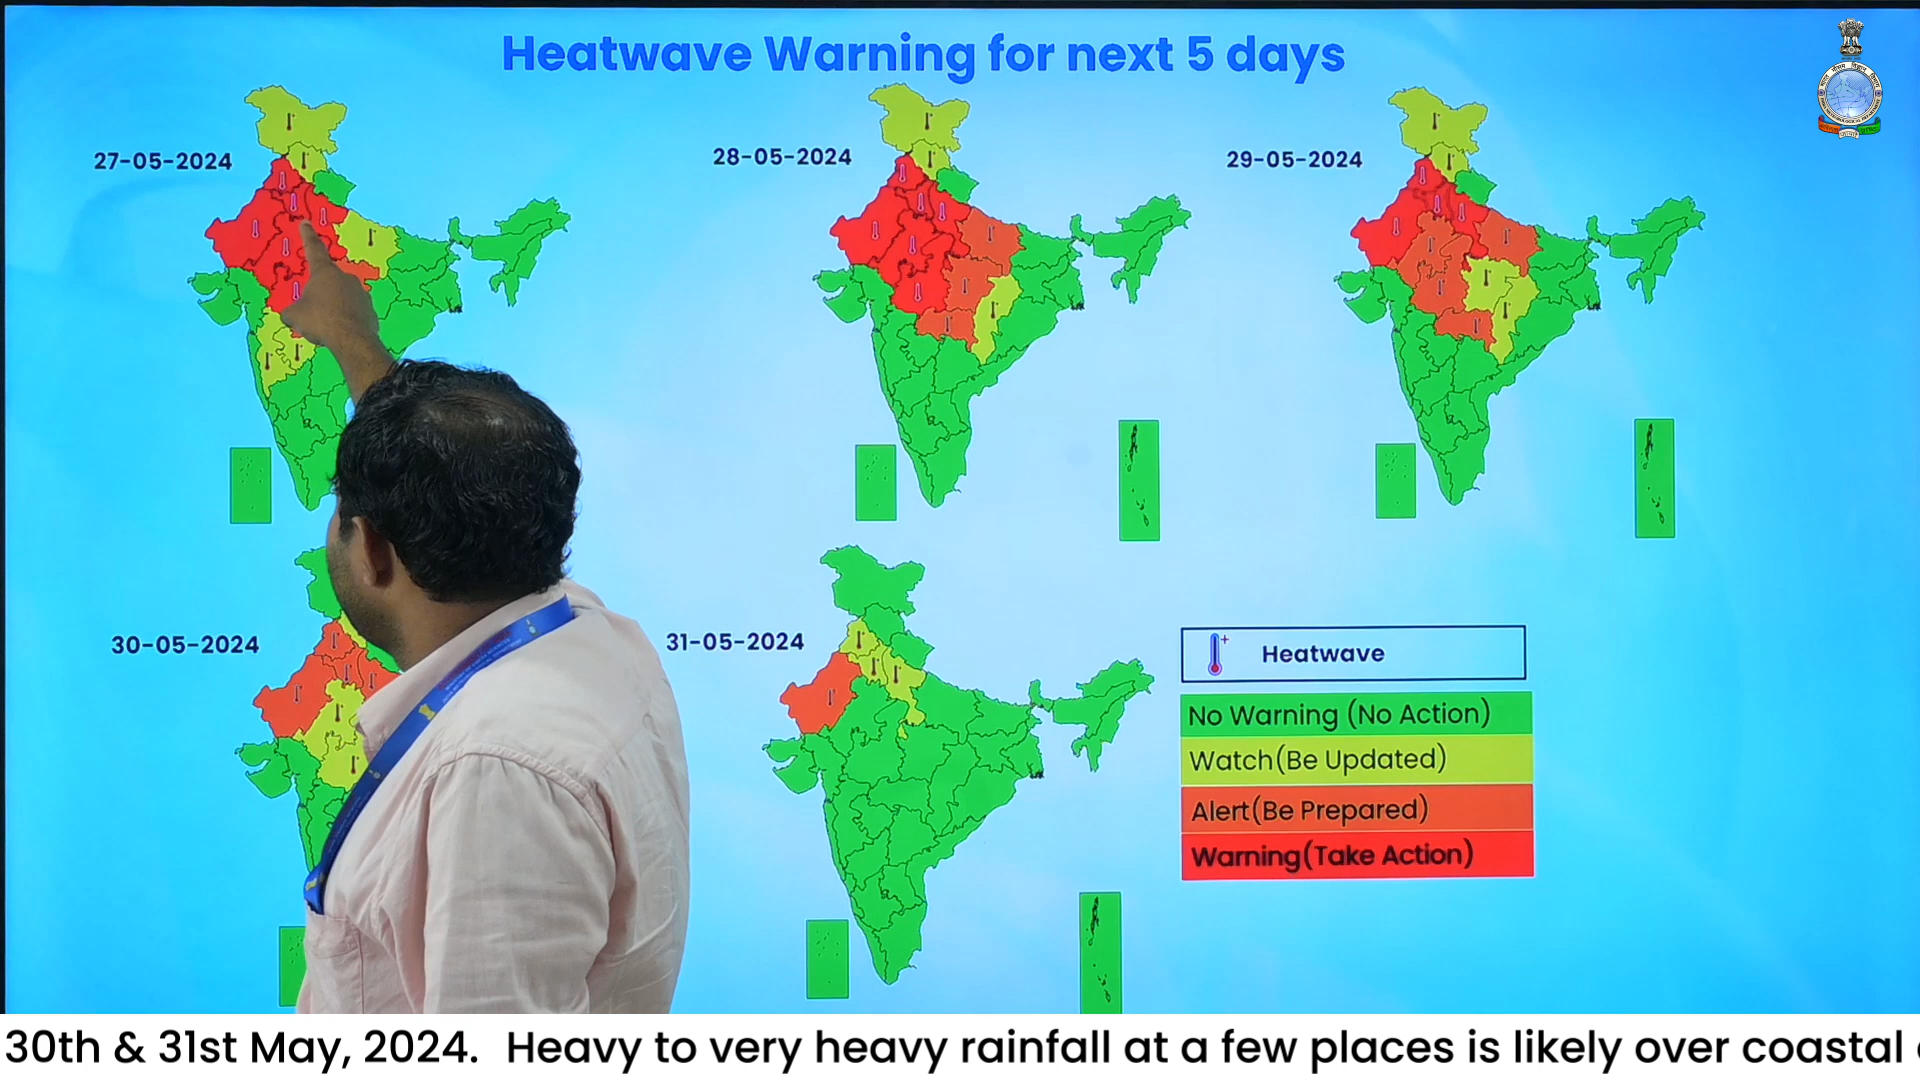 Heatwave Warning for next 5 days
27-05-2024
28-05-2024
29-05-2024
30-05-2024
31-05-2024
Heatwave
No Warning (No Action)
Watch(Be Updated)
Alert(Be Prepared)
Warning(Take Action)
30th & 31st May, 2024. Heavy to very heavy rainfall at a few places is likely over coastal